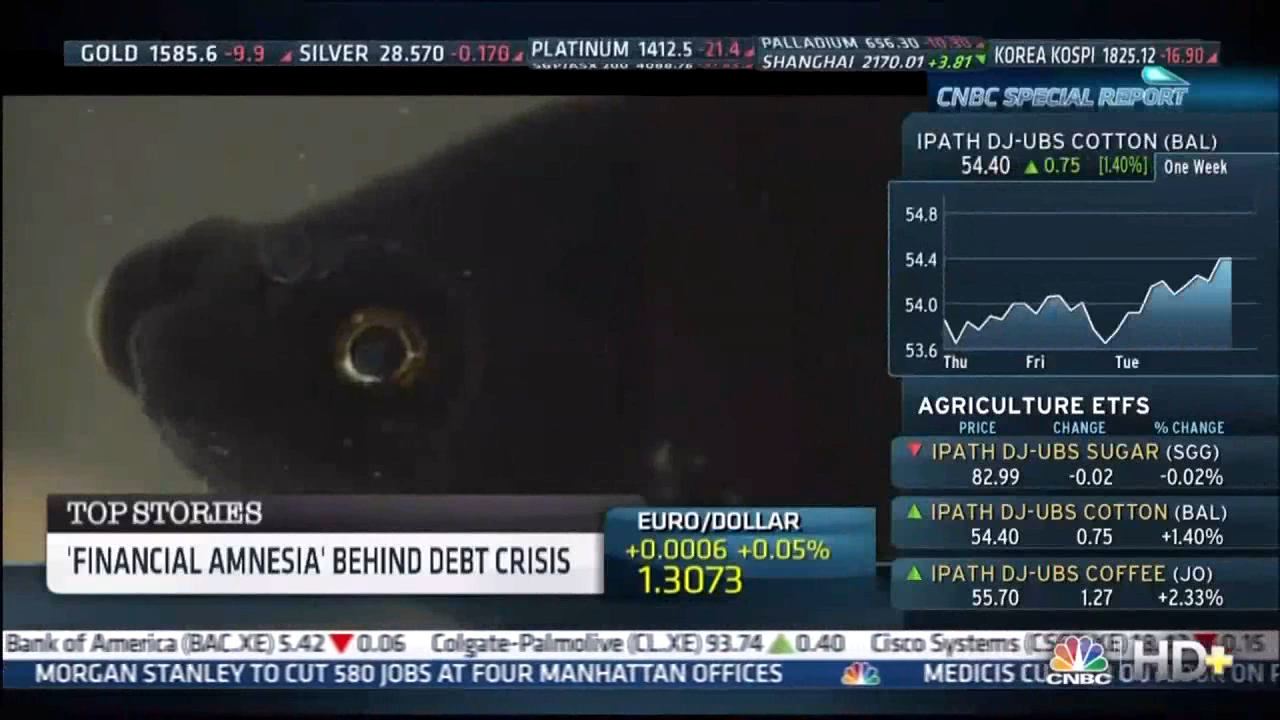 GOLD 1585.6 -9.9 SILVER 28.570 -0.170 PLATINUM 1412.5 -21.4 PALLADIUM 656.30 -10.30
SHANGHAI 2170.01 +3.81 KOREA KOSPI 1825.12 -16.90
CNBC SPECIAL REPORT
IPATH DJ-UBS COTTON (BAL)
54.40 ▲ 0.75 [1.40%] One Week
54.8
54.4
54.0
53.6
Thu Fri Tue
AGRICULTURE ETFS
PRICE CHANGE % CHANGE
▼ IPATH DJ-UBS SUGAR (SGG)
82.99 -0.02 -0.02%
▲ IPATH DJ-UBS COTTON (BAL)
54.40 0.75 +1.40%
▲ IPATH DJ-UBS COFFEE (JO)
55.70 1.27 +2.33%
TOP STORIES
'FINANCIAL AMNESIA' BEHIND DEBT CRISIS
EURO/DOLLAR
+0.0006 +0.05%
1.3073
Bank of America (BAC.XE) 5.42 ▼ 0.06 Colgate-Palmolive (CL.XE) 93.74 ▲ 0.40 Cisco Systems
MORGAN STANLEY TO CUT 580 JOBS AT FOUR MANHATTAN OFFICES MEDICIS
CNBC HD+